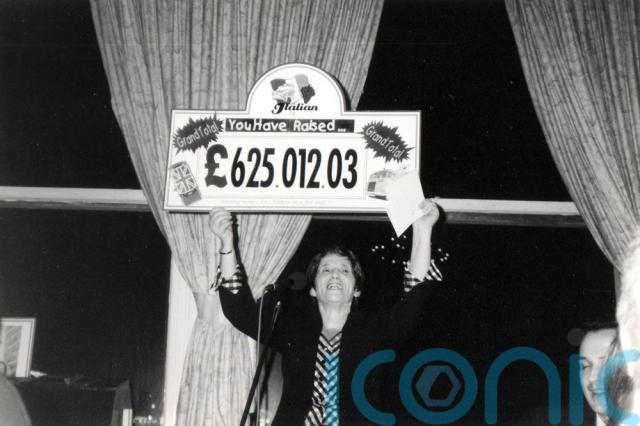 Italian
You Have Raised...
Grand Total
Grand Total
£625.012.03
iconic